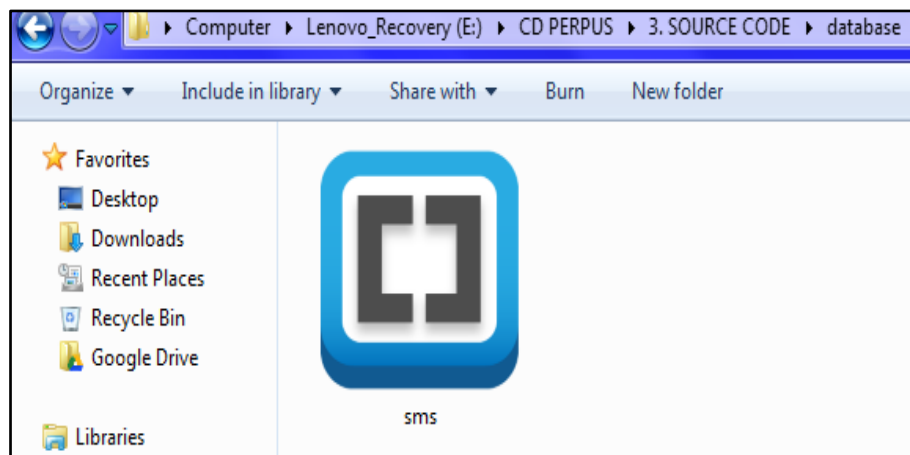 Computer Lenovo_Recovery (E:) CD PERPUS 3. SOURCE CODE database
Organize Include in library Share with Burn New folder
Favorites
Desktop
Downloads
Recent Places
Recycle Bin
Google Drive
Libraries
sms